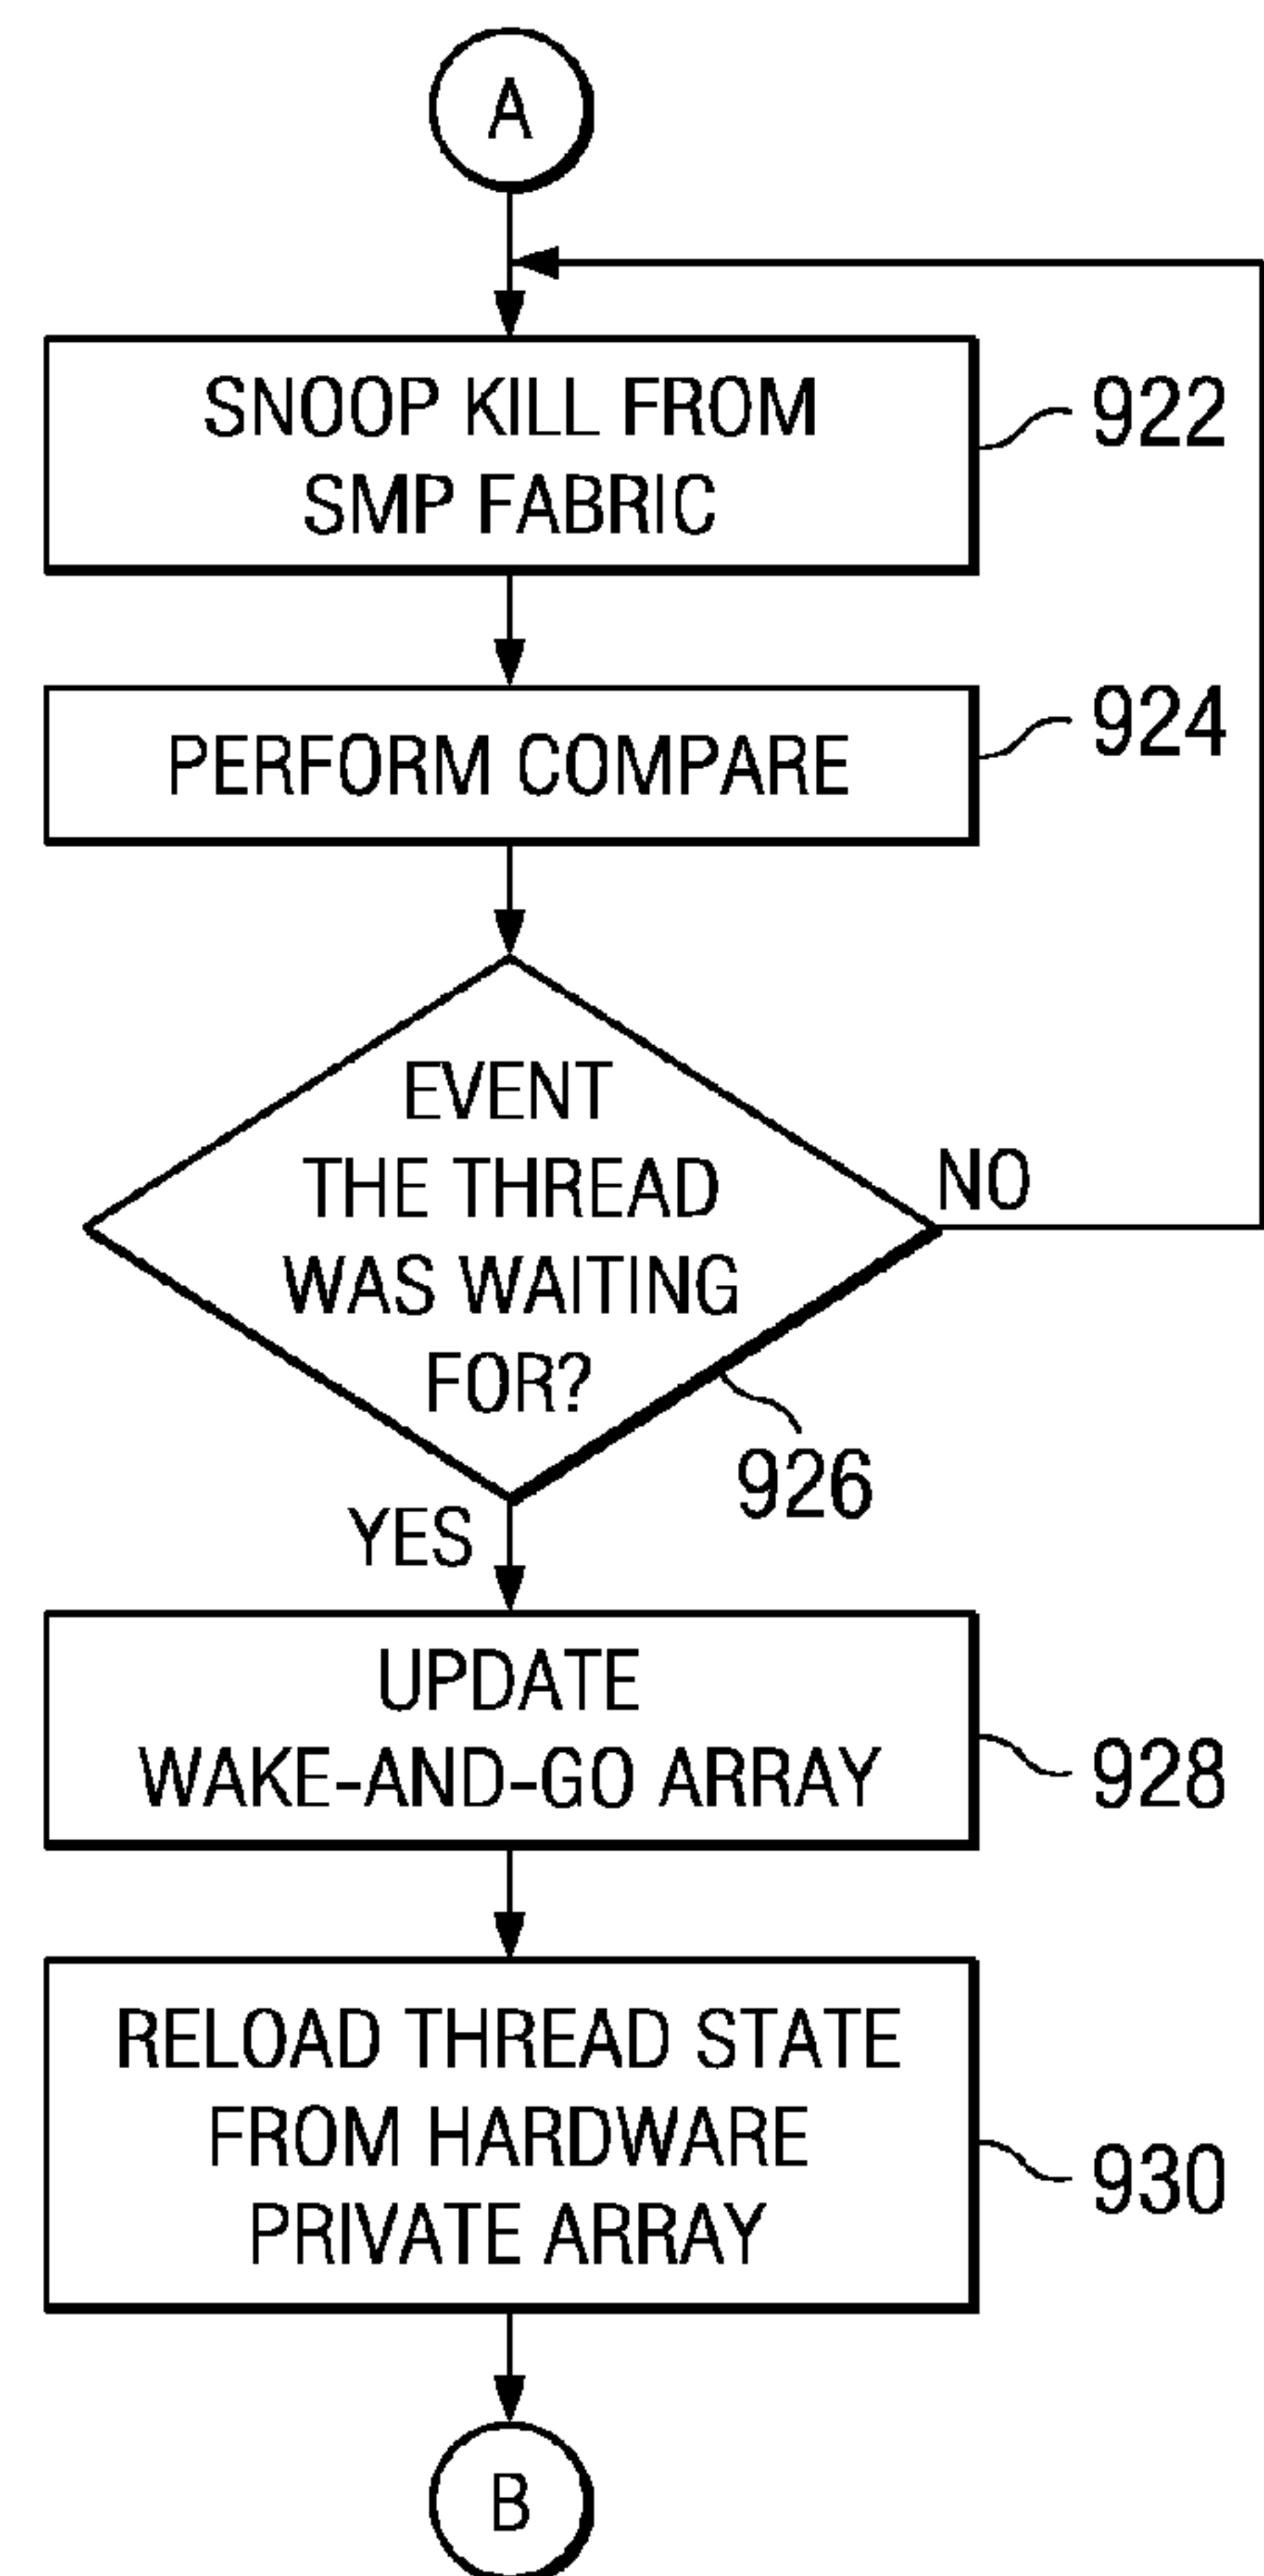 A
SNOOP KILL FROM
SMP FABRIC
922
PERFORM COMPARE
924
EVENT
THE THREAD
WAS WAITING
FOR?
NO
926
YES
UPDATE
WAKE-AND-GO ARRAY
928
RELOAD THREAD STATE
FROM HARDWARE
PRIVATE ARRAY
930
B